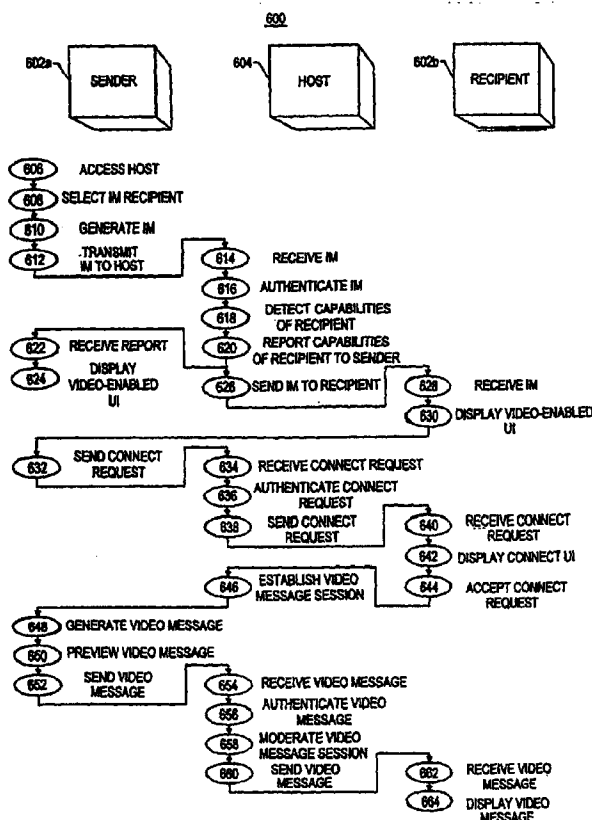 600
602a
SENDER
604
HOST
602b
RECIPIENT
606 ACCESS HOST
608 SELECT IM RECIPIENT
610 GENERATE IM
612 TRANSMIT
IM TO HOST
614 RECEIVE IM
616 AUTHENTICATE IM
618 DETECT CAPABILITIES
OF RECIPIENT
620 REPORT CAPABILITIES
OF RECIPIENT TO SENDER
622 RECEIVE REPORT
624 DISPLAY
VIDEO-ENABLED
UI
626 SEND IM TO RECIPIENT
628 RECEIVE IM
630 DISPLAY VIDEO-ENABLED
UI
632 SEND CONNECT
REQUEST
634 RECEIVE CONNECT REQUEST
636 AUTHENTICATE CONNECT
REQUEST
638 SEND CONNECT
REQUEST
640 RECEIVE CONNECT
REQUEST
642 DISPLAY CONNECT UI
644 ACCEPT CONNECT
REQUEST
646 ESTABLISH VIDEO
MESSAGE SESSION
648 GENERATE VIDEO MESSAGE
650 PREVIEW VIDEO MESSAGE
652 SEND VIDEO
MESSAGE
654 RECEIVE VIDEO MESSAGE
656 AUTHENTICATE VIDEO
MESSAGE
658 MODERATE VIDEO
MESSAGE SESSION
660 SEND VIDEO
MESSAGE
662 RECEIVE VIDEO
MESSAGE
664 DISPLAY VIDEO
MESSAGE